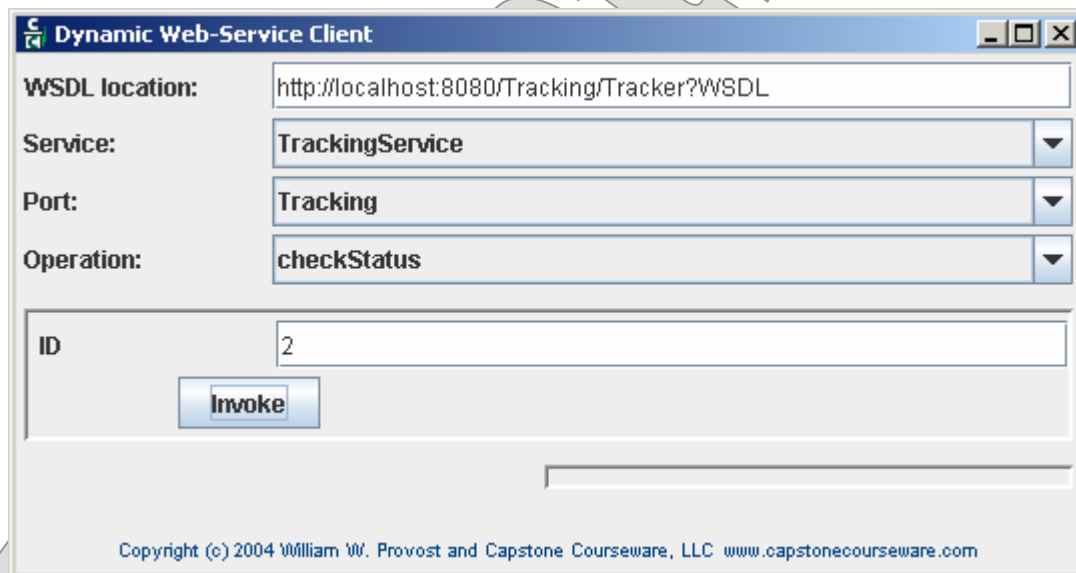 Dynamic Web-Service Client
WSDL location: http://localhost:8080/Tracking/Tracker?WSDL
Service: TrackingService
Port: Tracking
Operation: checkStatus
ID 2
Invoke
Copyright (c) 2004 William W. Provost and Capstone Courseware, LLC www.capstonecourseware.com